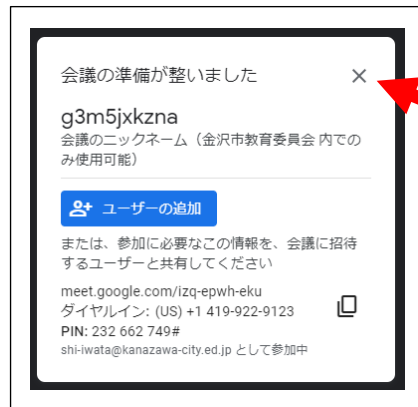 会議の準備が整いました
g3m5jxkzna
会議のニックネーム（金沢市教育委員会 内での
み使用可能）
ユーザーの追加
または、参加に必要なこの情報を、会議に招待
するユーザーと共有してください
meet.google.com/izq-epwh-eku
ダイヤルイン: (US) +1 419-922-9123
PIN: 232 662 749#
shi-iwata@kanazawa-city.ed.jp として参加中